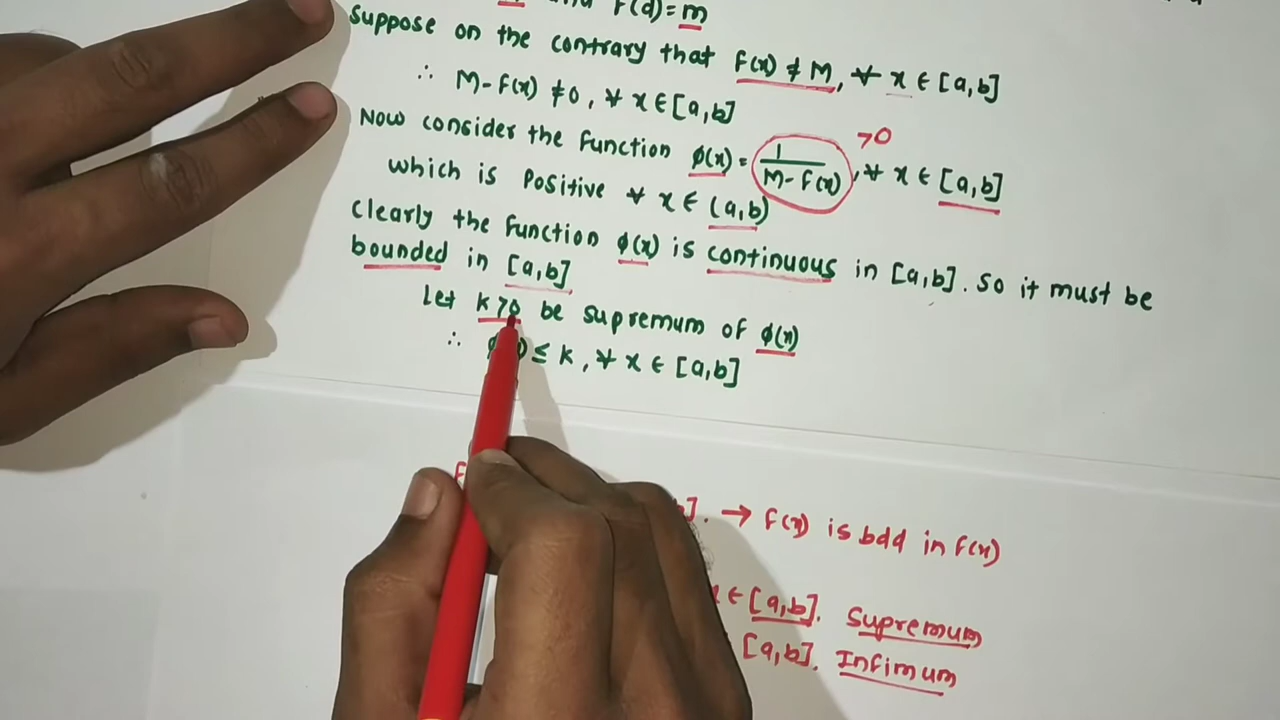 F(d)=m
Suppose on the contrary that F(x) ≠ M, ∀ x ∈ [a,b]
∴ M-F(x) ≠0, ∀ x ∈ [a,b]
Now consider the function ϕ(x) = 1/(M-F(x)), ∀ x ∈ [a,b]
>0
which is Positive ∀ x ∈ (a,b)
Clearly the function ϕ(x) is continuous in [a,b]. So it must be
bounded in [a,b]
Let K>0 be supremum of ϕ(x)
∴ ≤ K, ∀ x ∈ [a,b]
→ F(x) is bdd in F(x)
∈ [a,b]. Supremum
[a,b]. Infimum